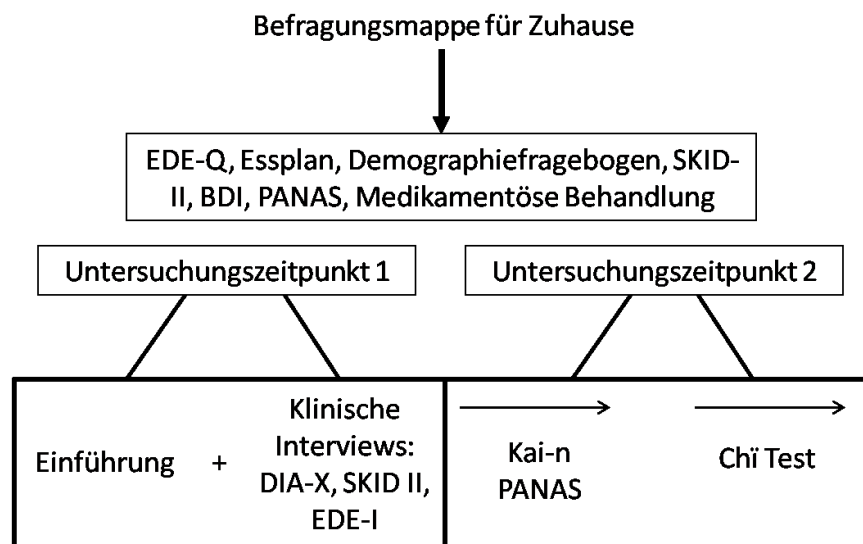 Befragungsmappe für Zuhause
EDE-Q, Essplan, Demographiefragebogen, SKID-
II, BDI, PANAS, Medikamentöse Behandlung
Untersuchungszeitpunkt 1
Untersuchungszeitpunkt 2
Einführung
+
Klinische
Interviews:
DIA-X, SKID II,
EDE-I
Kai-n
PANAS
Chï Test